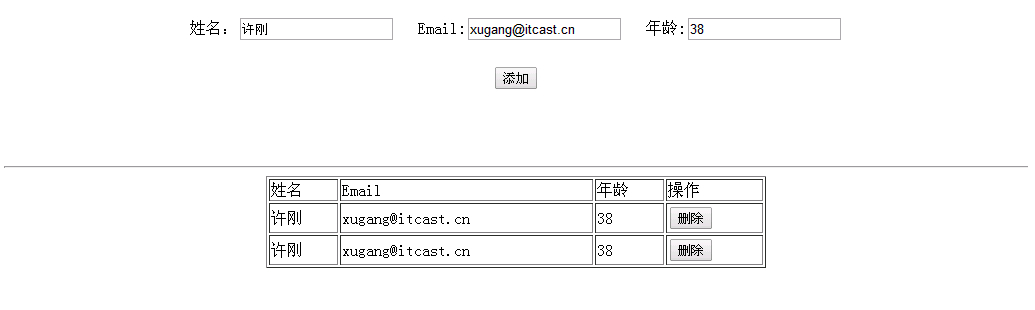 姓名: 许刚 Email: xugang@itcast.cn 年龄: 38
添加
姓名 Email 年龄 操作
许刚 xugang@itcast.cn 38 删除
许刚 xugang@itcast.cn 38 删除